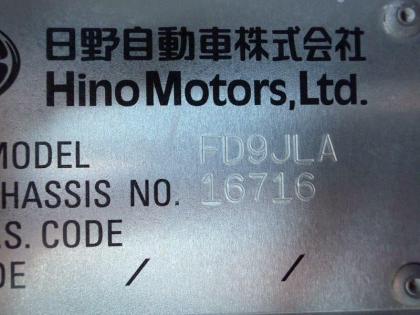 日野自動車株式会社
Hino Motors, Ltd.
MODEL FD9JLA
HASSIS NO. 16716
.S. CODE
DE / /